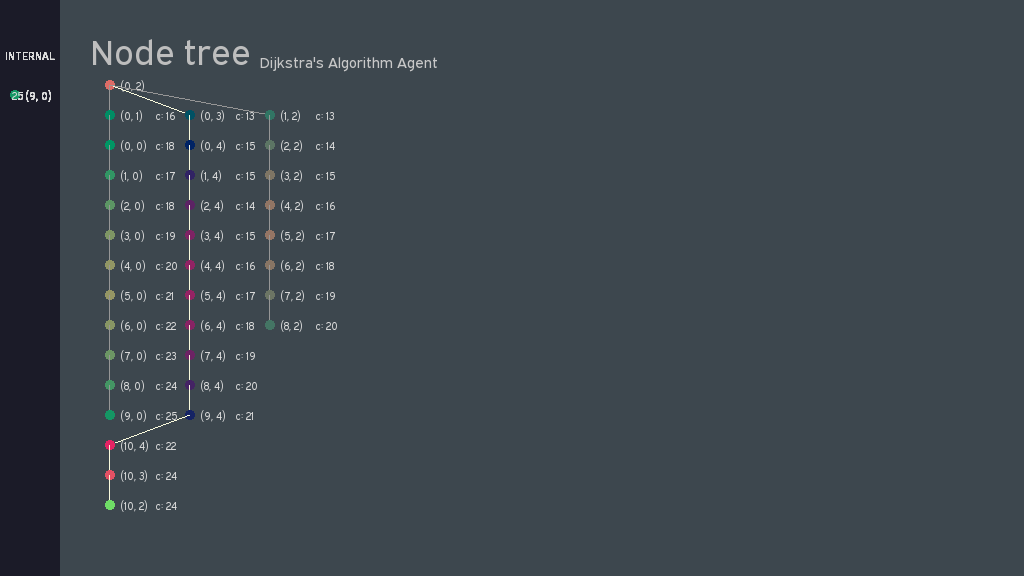 INTERNAL
25 (9, 0)
Node tree Dijkstra's Algorithm Agent
(0, 2)
(0, 1) c: 16 (0, 3) c: 13 (1, 2) c: 13
(0, 0) c: 18 (0, 4) c: 15 (2, 2) c: 14
(1, 0) c: 17 (1, 4) c: 15 (3, 2) c: 15
(2, 0) c: 18 (2, 4) c: 14 (4, 2) c: 16
(3, 0) c: 19 (3, 4) c: 15 (5, 2) c: 17
(4, 0) c: 20 (4, 4) c: 16 (6, 2) c: 18
(5, 0) c: 21 (5, 4) c: 17 (7, 2) c: 19
(6, 0) c: 22 (6, 4) c: 18 (8, 2) c: 20
(7, 0) c: 23 (7, 4) c: 19
(8, 0) c: 24 (8, 4) c: 20
(9, 0) c: 25 (9, 4) c: 21
(10, 4) c: 22
(10, 3) c: 24
(10, 2) c: 24